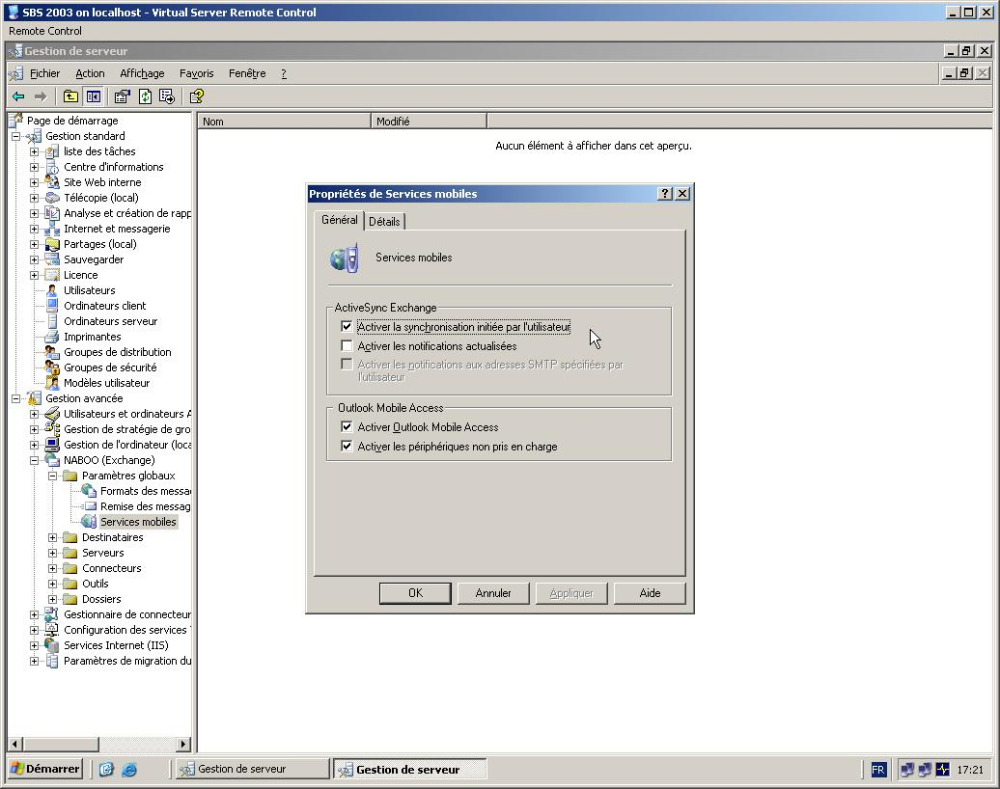 SBS 2003 on localhost - Virtual Server Remote Control
Remote Control
Gestion de serveur
Fichier Action Affichage Favoris Fenêtre ?
Page de démarrage
Gestion standard
liste des tâches
Centre d'informations
Site Web interne
Télécopie (local)
Analyse et création de rapp
Internet et messagerie
Partages (local)
Sauvegarder
Licence
Utilisateurs
Ordinateurs client
Ordinateurs serveur
Imprimantes
Groupes de distribution
Groupes de sécurité
Modèles utilisateur
Gestion avancée
Utilisateurs et ordinateurs A
Gestion de stratégie de gro
Gestion de l'ordinateur (loca
NABOO (Exchange)
Paramètres globaux
Formats des messa
Remise des messag
Services mobiles
Destinataires
Serveurs
Connecteurs
Outils
Dossiers
Gestionnaire de connecteur
Configuration des services
Services Internet (IIS)
Paramètres de migration du
Nom Modifié
Aucun élément à afficher dans cet aperçu.
Propriétés de Services mobiles
Général Détails
Services mobiles
ActiveSync Exchange
Activer la synchronisation initiée par l'utilisateur
Activer les notifications actualisées
Activer les notifications aux adresses SMTP spécifiées par
l'utilisateur
Outlook Mobile Access
Activer Outlook Mobile Access
Activer les périphériques non pris en charge
OK Annuler Appliquer Aide
Démarrer Gestion de serveur Gestion de serveur FR 17:21